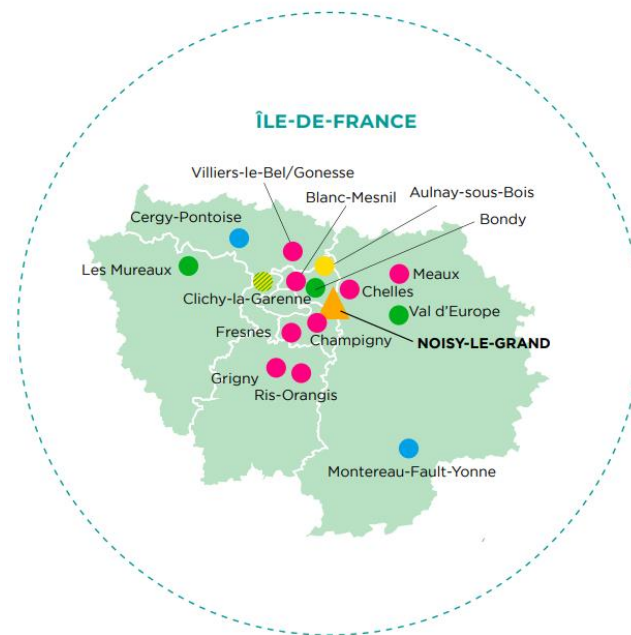 ÎLE-DE-FRANCE
Villiers-le-Bel/Gonesse
Blanc-Mesnil
Aulnay-sous-Bois
Cergy-Pontoise
Bondy
Les Mureaux
Meaux
Clichy-la-Garenne
Chelles
Val d'Europe
Fresnes
Champigny
NOISY-LE-GRAND
Grigny
Ris-Orangis
Montereau-Fault-Yonne